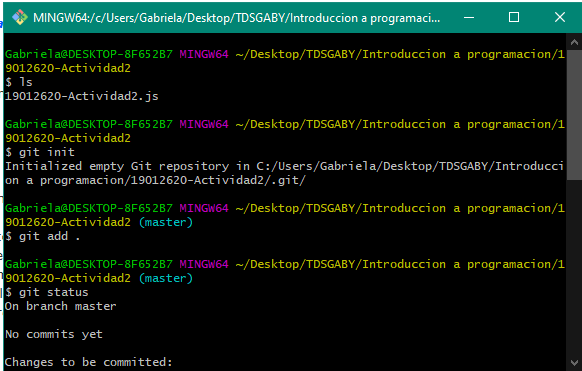 MINGW64:/c/Users/Gabriela/Desktop/TDSGABY/Introduccion a programaci...
Gabriela@DESKTOP-8F652B7 MINGW64 ~/Desktop/TDSGABY/Introduccion a programacion/1
9012620-Actividad2
$ ls
19012620-Actividad2.js
Gabriela@DESKTOP-8F652B7 MINGW64 ~/Desktop/TDSGABY/Introduccion a programacion/1
9012620-Actividad2
$ git init
Initialized empty Git repository in C:/Users/Gabriela/Desktop/TDSGABY/Introducci
on a programacion/19012620-Actividad2/.git/
Gabriela@DESKTOP-8F652B7 MINGW64 ~/Desktop/TDSGABY/Introduccion a programacion/1
9012620-Actividad2 (master)
$ git add .
Gabriela@DESKTOP-8F652B7 MINGW64 ~/Desktop/TDSGABY/Introduccion a programacion/1
9012620-Actividad2 (master)
$ git status
On branch master
No commits yet
Changes to be committed: